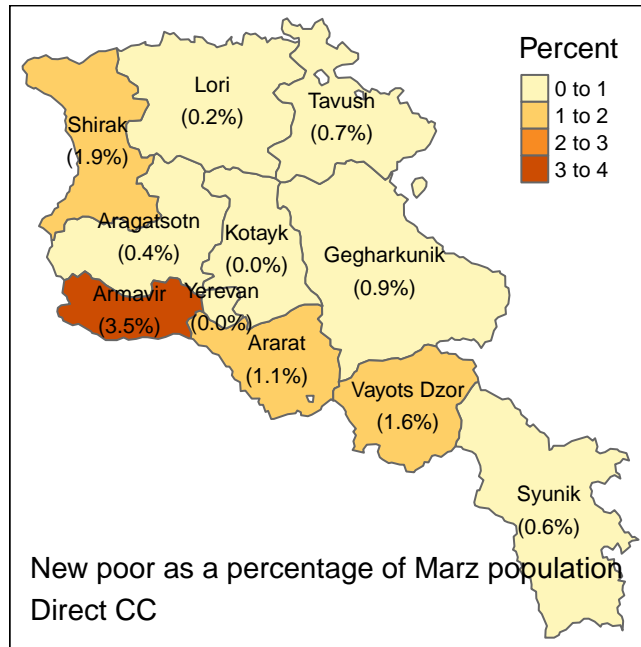 Percent
0 to 1
1 to 2
2 to 3
3 to 4
Lori
(0.2%)
Tavush
(0.7%)
Shirak
(1.9%)
Aragatsotn
(0.4%)
Kotayk
(0.0%)
Gegharkunik
(0.9%)
Armavir
(3.5%)
Yerevan
(0.0%)
Ararat
(1.1%)
Vayots Dzor
(1.6%)
Syunik
(0.6%)
New poor as a percentage of Marz population
Direct CC